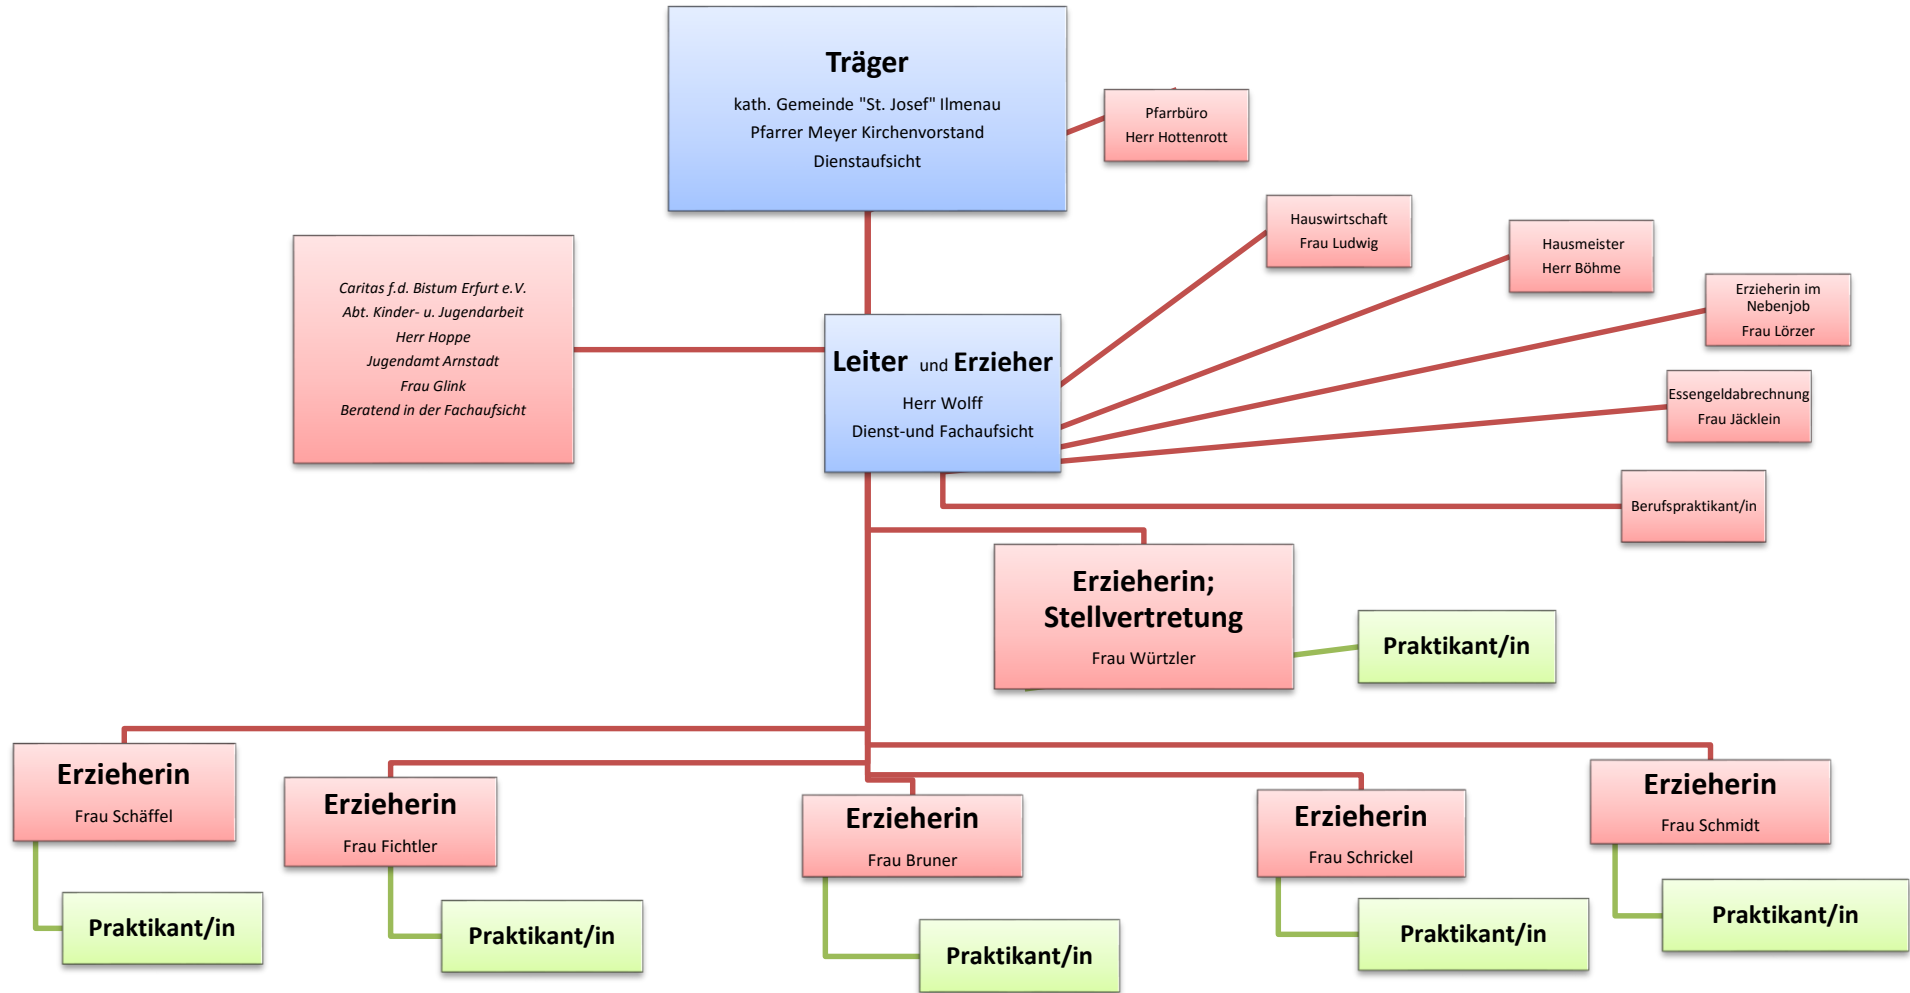 Träger
kath. Gemeinde "St. Josef" Ilmenau
Pfarrer Meyer Kirchenvorstand
Dienstaufsicht
Pfarrbüro
Herr Hottenrott
Hauswirtschaft
Frau Ludwig
Hausmeister
Herr Böhme
Erzieherin im
Nebenjob
Frau Lörzer
Caritas f.d. Bistum Erfurt e.V.
Abt. Kinder- u. Jugendarbeit
Herr Hoppe
Jugendamt Arnstadt
Frau Glink
Beratend in der Fachaufsicht
Leiter und Erzieher
Herr Wolff
Dienst-und Fachaufsicht
Essengeldabrechnung
Frau Jäcklein
Berufspraktikant/in
Erzieherin;
Stellvertretung
Frau Würtzler
Praktikant/in
Erzieherin
Frau Schäffel
Erzieherin
Frau Fichtler
Erzieherin
Frau Bruner
Erzieherin
Frau Schrickel
Erzieherin
Frau Schmidt
Praktikant/in
Praktikant/in
Praktikant/in
Praktikant/in
Praktikant/in